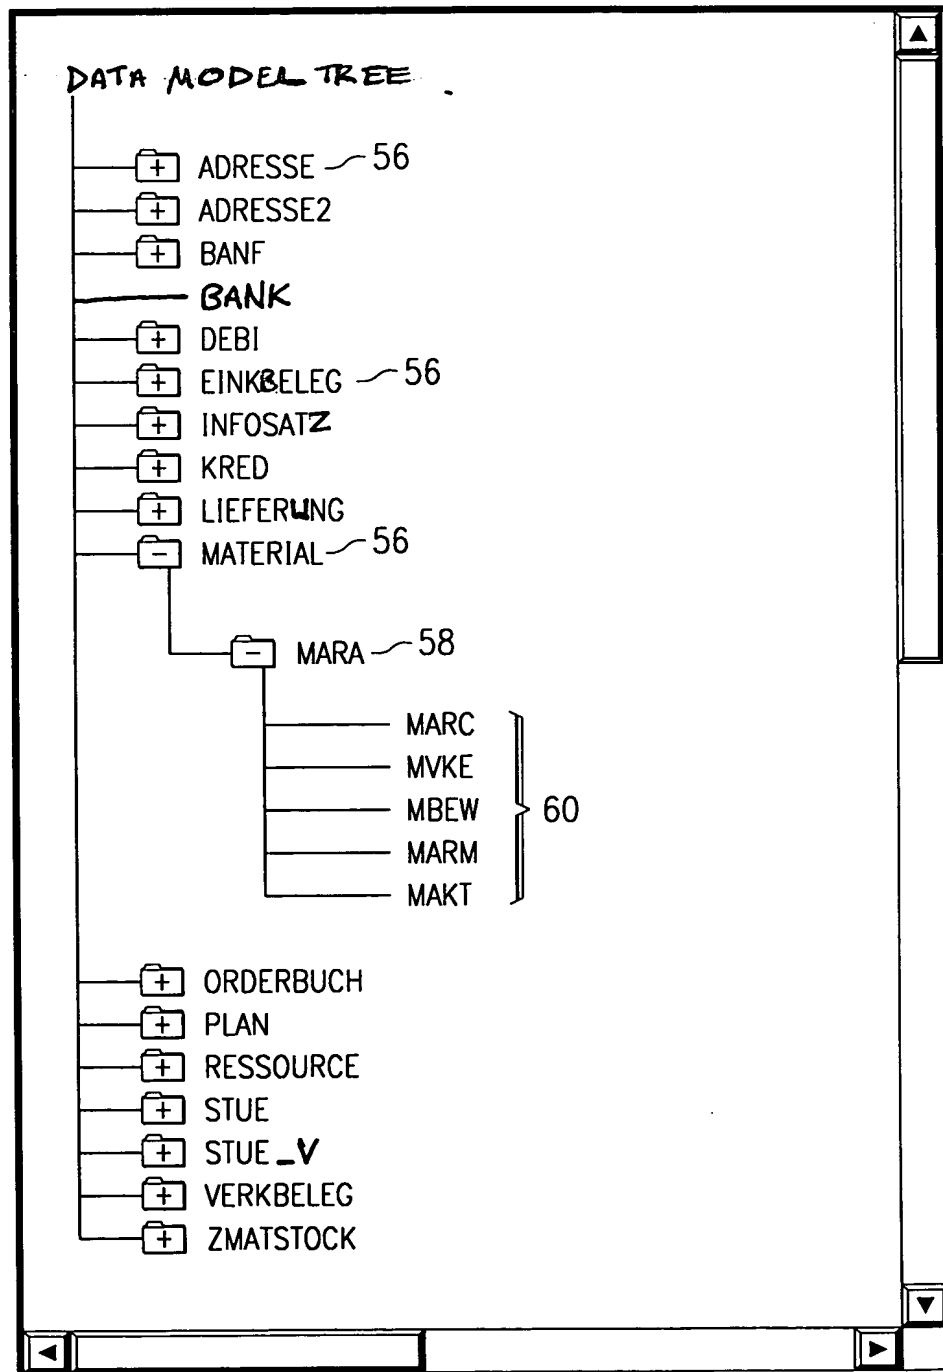 DATA MODEL TREE
ADRESSE 56
ADRESSE2
BANF
BANK
DEBI
EINKBELEG 56
INFOSATZ
KRED
LIEFERUNG
MATERIAL 56
MARA 58
MARC
MVKE
MBEW 60
MARM
MAKT
ORDERBUCH
PLAN
RESSOURCE
STUE
STUE_V
VERKBELEG
ZMATSTOCK